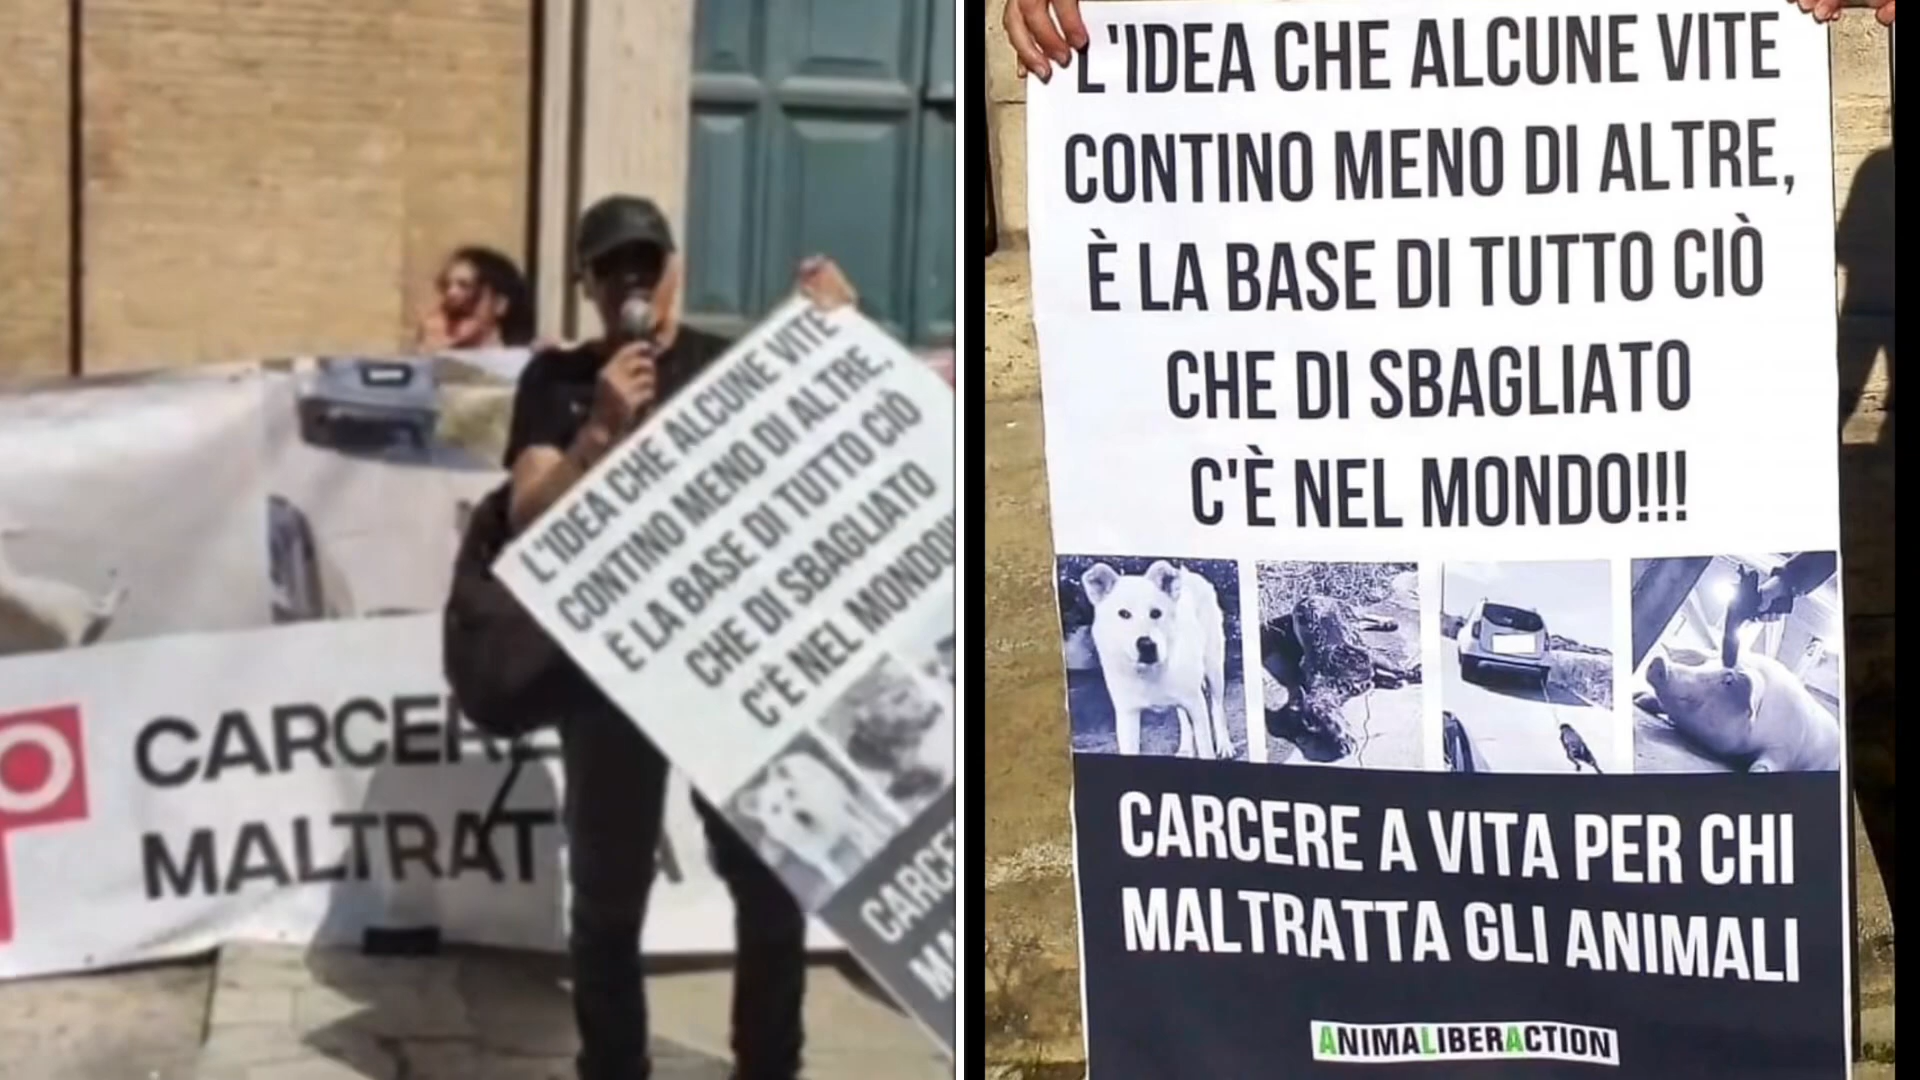 L'IDEA CHE ALCUNE VITE
CONTINO MENO DI ALTRE,
È LA BASE DI TUTTO CIÒ
CHE DI SBAGLIATO
C'È NEL MONDO!!
CARCE
MA
CARCERE
MALTRAT
L'IDEA CHE ALCUNE VITE
CONTINO MENO DI ALTRE,
È LA BASE DI TUTTO CIÒ
CHE DI SBAGLIATO
C'È NEL MONDO!!!
CARCERE A VITA PER CHI
MALTRATTA GLI ANIMALI
ANIMALIBERACTION